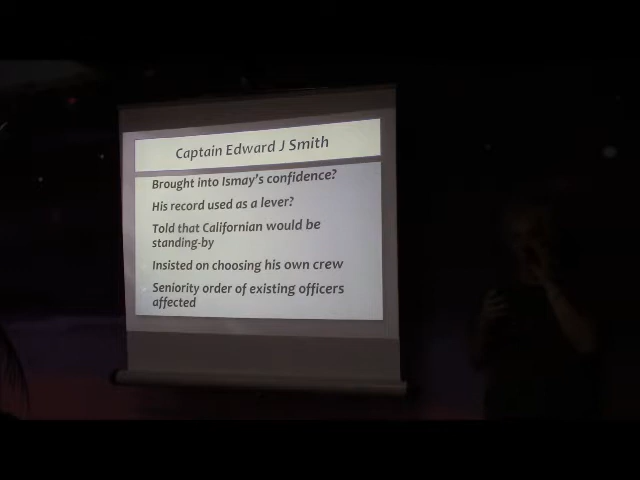 Captain Edward J Smith
Brought into Ismay's confidence?
His record used as a lever?
Told that Californian would be
standing-by
Insisted on choosing his own crew
Seniority order of existing officers
affected